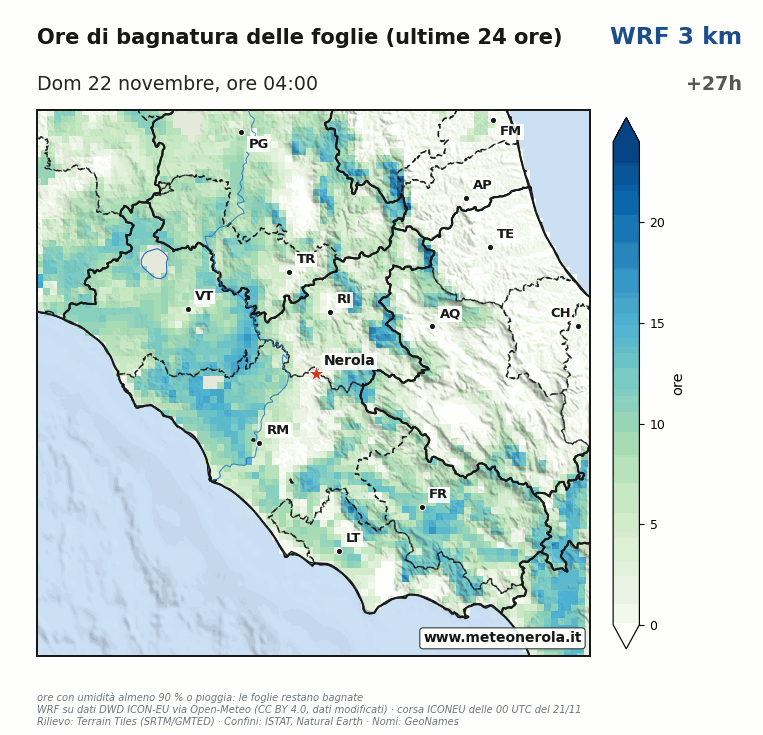 Ore di bagnatura delle foglie (ultime 24 ore)
WRF 3 km
Dom 22 novembre, ore 04:00
+27h
FM
PG
AP
TE
TR
VT
RI
AQ
CH
Nerola
RM
FR
LT
20
15
10
5
0
ore
www.meteonerola.it
ore con umidità almeno 90 % o pioggia: le foglie restano bagnate
WRF su dati DWD ICON-EU via Open-Meteo (CC BY 4.0, dati modificati) · corsa ICONEU delle 00 UTC del 21/11
Rilievo: Terrain Tiles (SRTM/GMTED) · Confini: ISTAT, Natural Earth · Nomi: GeoNames